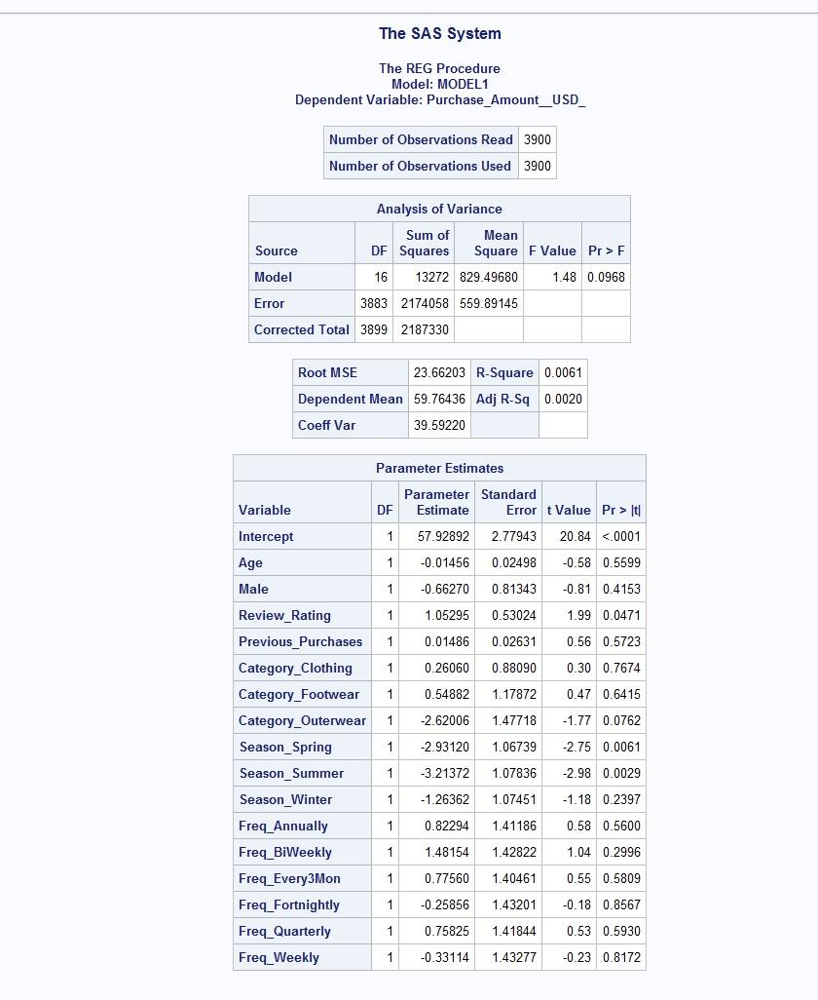 The SAS System
The REG Procedure
Model: MODEL1
Dependent Variable: Purchase_Amount__USD_
Number of Observations Read 3900
Number of Observations Used 3900
Analysis of Variance
Source DF Sum of Squares Mean Square F Value Pr > F
Model 16 13272 829.49680 1.48 0.0968
Error 3883 2174058 559.89145
Corrected Total 3899 2187330
Root MSE 23.66203 R-Square 0.0061
Dependent Mean 59.76436 Adj R-Sq 0.0020
Coeff Var 39.59220
Parameter Estimates
Variable DF Parameter Estimate Standard Error t Value Pr > |t|
Intercept 1 57.92892 2.77943 20.84 <.0001
Age 1 -0.01456 0.02498 -0.58 0.5599
Male 1 -0.66270 0.81343 -0.81 0.4153
Review_Rating 1 1.05295 0.53024 1.99 0.0471
Previous_Purchases 1 0.01486 0.02631 0.56 0.5723
Category_Clothing 1 0.26060 0.88090 0.30 0.7674
Category_Footwear 1 0.54882 1.17872 0.47 0.6415
Category_Outerwear 1 -2.62006 1.47718 -1.77 0.0762
Season_Spring 1 -2.93120 1.06739 -2.75 0.0061
Season_Summer 1 -3.21372 1.07836 -2.98 0.0029
Season_Winter 1 -1.26362 1.07451 -1.18 0.2397
Freq_Annually 1 0.82294 1.41186 0.58 0.5600
Freq_BiWeekly 1 1.48154 1.42822 1.04 0.2996
Freq_Every3Mon 1 0.77560 1.40461 0.55 0.5809
Freq_Fortnightly 1 -0.25856 1.43201 -0.18 0.8567
Freq_Quarterly 1 0.75825 1.41844 0.53 0.5930
Freq_Weekly 1 -0.33114 1.43277 -0.23 0.8172